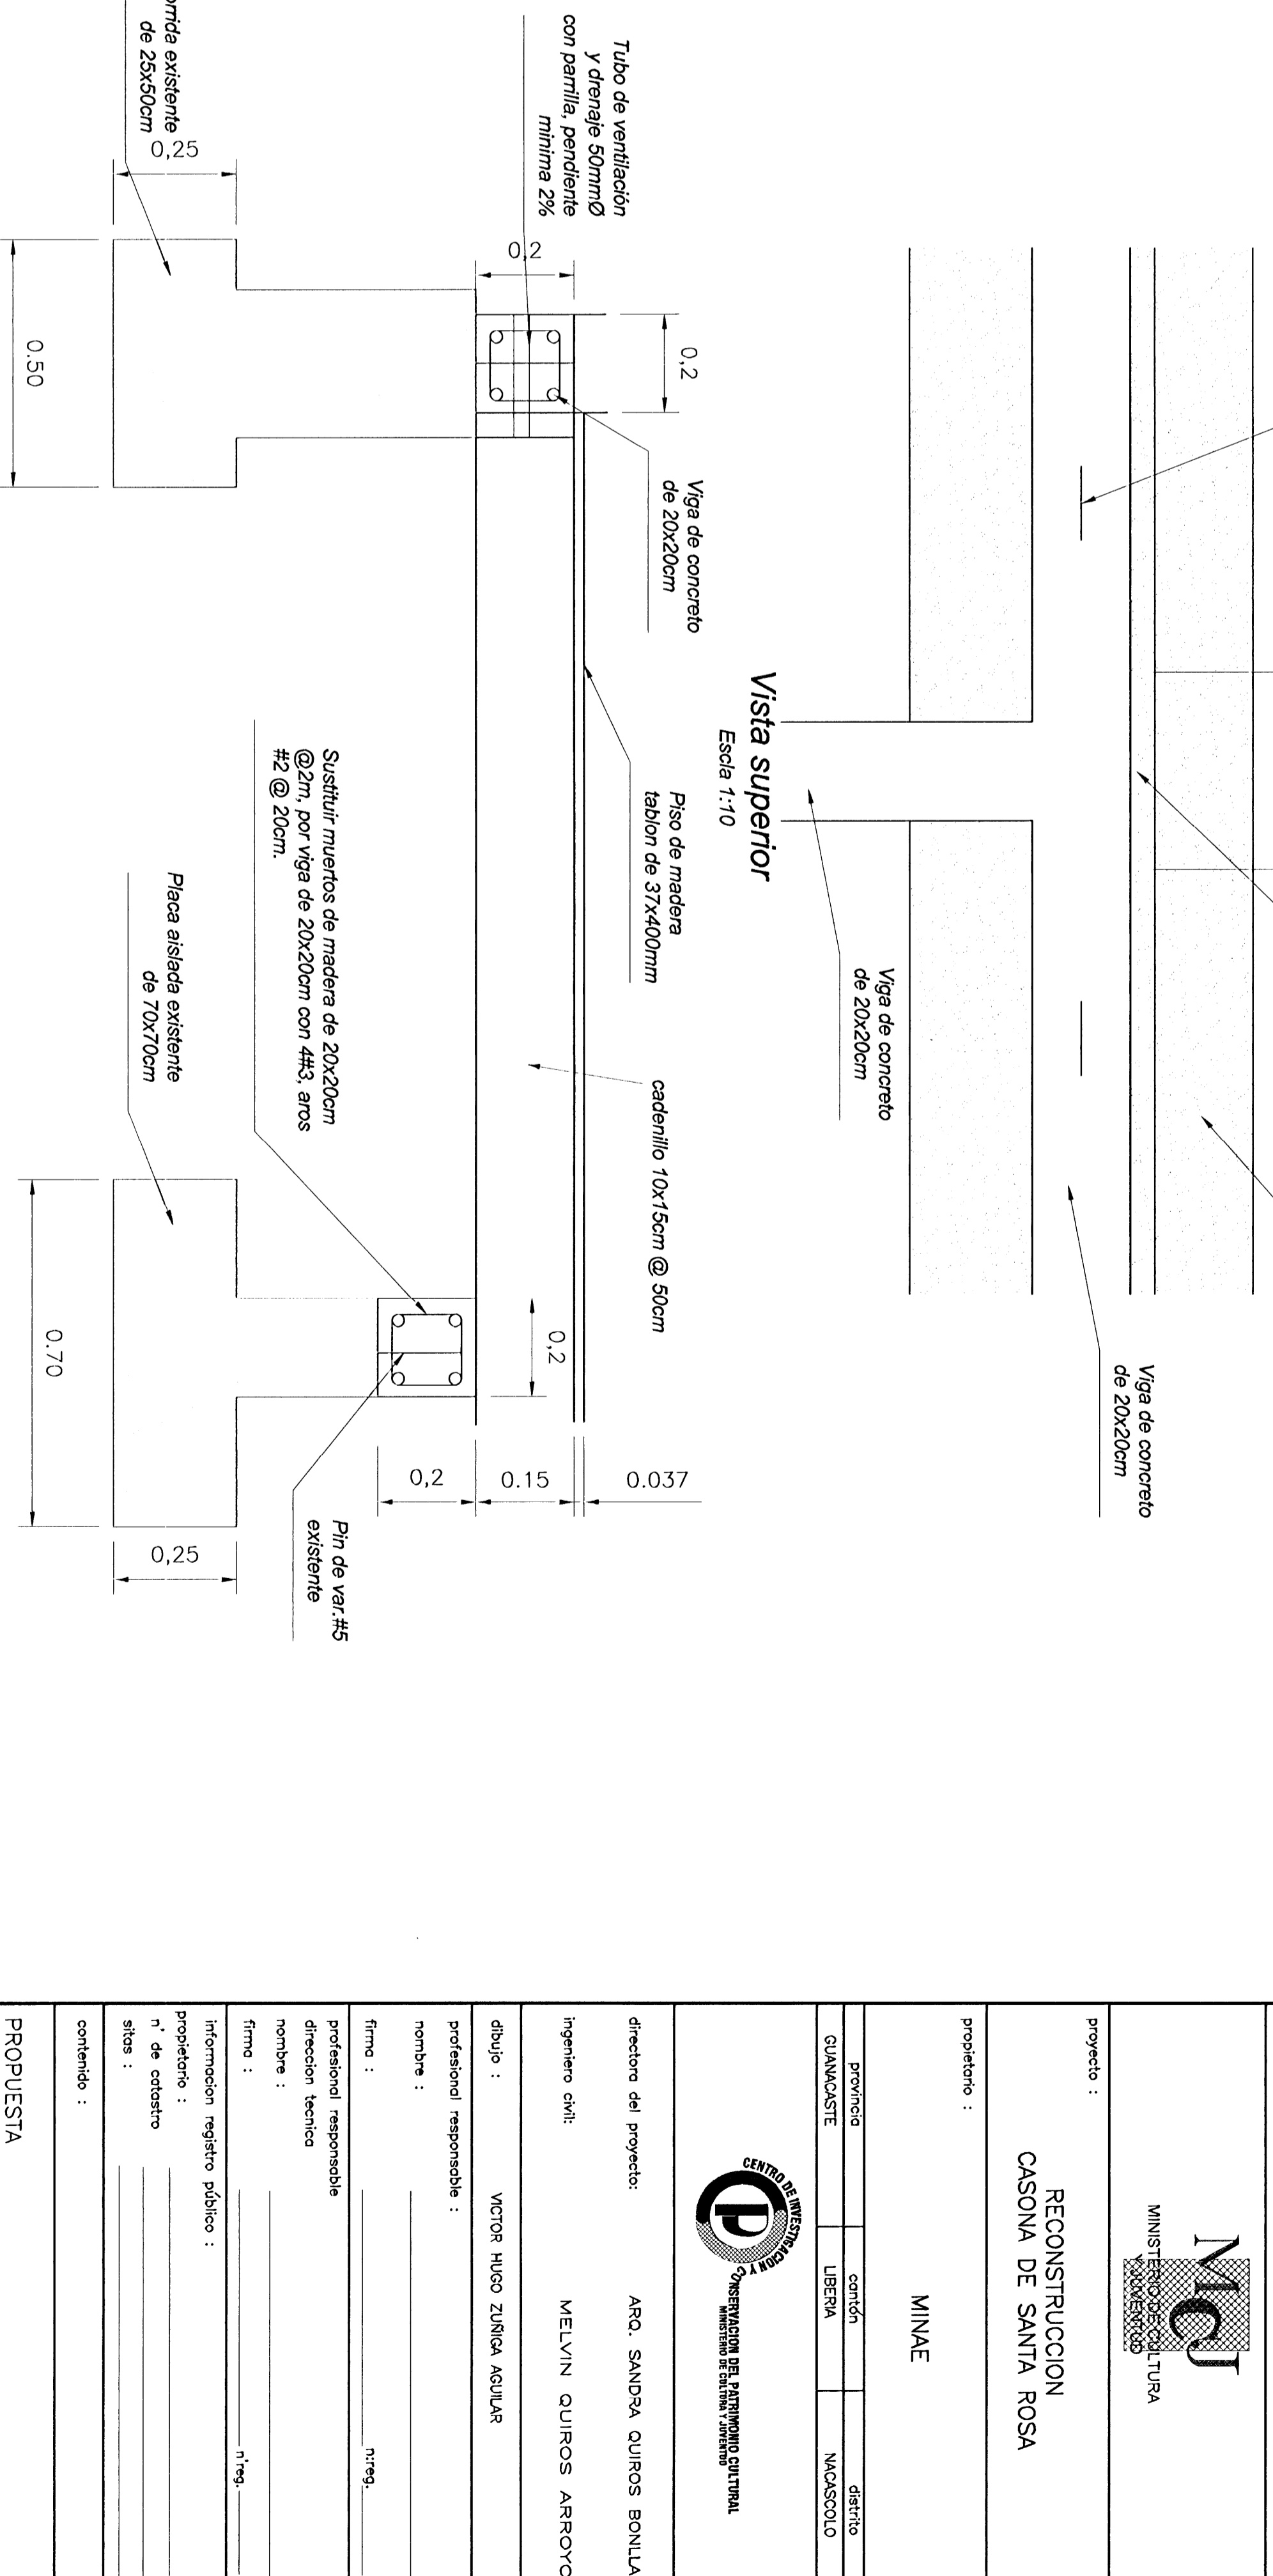 Viga de concreto
de 20x20cm
Viga de concreto
de 20x20cm
Vista superior
Escla 1:10
Tubo de ventilación
y drenaje 50mmØ
con parrilla, pendiente
minima 2%
0,2
0,2
Viga de concreto
de 20x20cm
Piso de madera
tablon de 37x400mm
cadenillo 10x15cm @ 50cm
0.037
0.15
0,2
0,2
Sustituir muertos de madera de 20x20cm
@2m, por viga de 20x20cm con 4#3, aros
#2 @ 20cm.
Pin de var.#5
existente
existente
de 25x50cm
0,25
Placa aislada existente
de 70x70cm
0,25
0.50
0.70
MCJ
MINISTERIO DE CULTURA
Y JUVENTUD
proyecto :
RECONSTRUCCION
CASONA DE SANTA ROSA
propietario :
MINAE
provincia cantón distrito
GUANACASTE LIBERIA NACASCOLO
CENTRO DE INVESTIGACION Y CONSERVACION DEL PATRIMONIO CULTURAL
MINISTERIO DE CULTURA Y JUVENTUD
directora del proyecto: ARQ. SANDRA QUIROS BONLLA
ingeniero civil: MELVIN QUIROS ARROYO
dibujo : VICTOR HUGO ZUÑIGA AGUILAR
profesional responsable :
nombre :
firma : n:reg.
profesional responsable
direccion tecnica
nombre :
firma : n°reg.
informacion registro público :
propietario :
n° de catastro
sitas :
contenido :
PROPUESTA